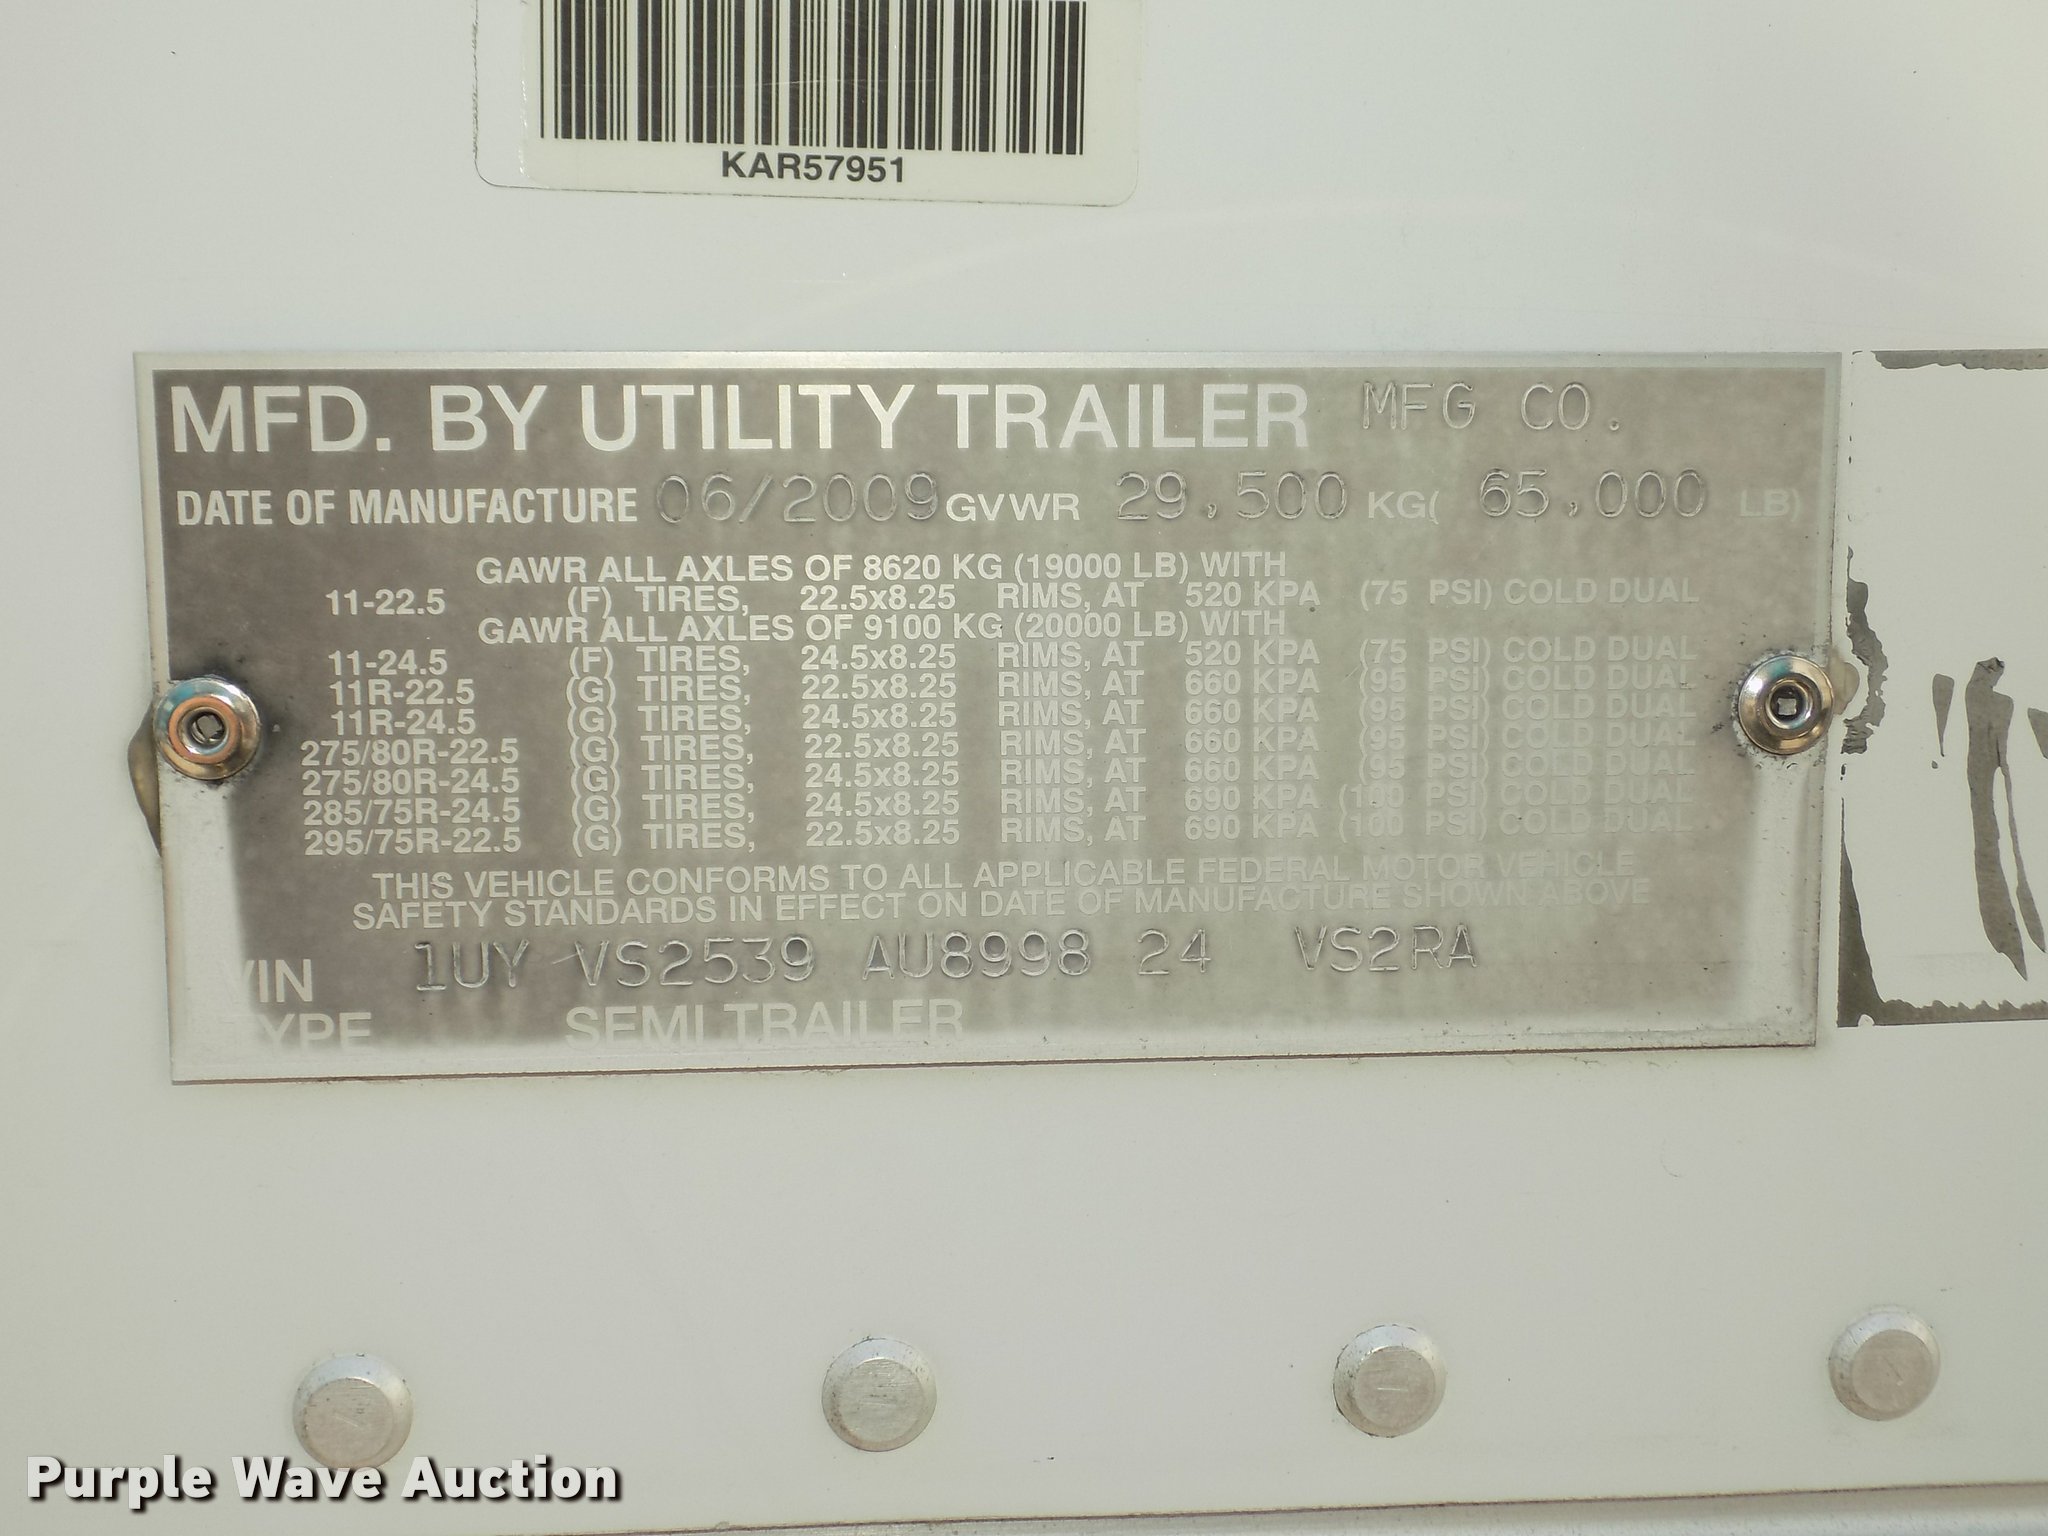 KAR57951
MFD. BY UTILITY TRAILER MFG CO.
DATE OF MANUFACTURE 06/2009 GVWR 29,500 KG( 65,000 LB)
GAWR ALL AXLES OF 8620 KG (19000 LB) WITH
11-22.5 (F) TIRES, 22.5x8.25 RIMS, AT 520 KPA (75 PSI) COLD DUAL
GAWR ALL AXLES OF 9100 KG (20000 LB) WITH
11-24.5 (F) TIRES, 24.5x8.25 RIMS, AT 520 KPA (75 PSI) COLD DUAL
11R-22.5 (G) TIRES, 22.5x8.25 RIMS, AT 660 KPA (95 PSI) COLD DUAL
11R-24.5 (G) TIRES, 24.5x8.25 RIMS, AT 660 KPA (95 PSI) COLD DUAL
275/80R-22.5 (G) TIRES, 22.5x8.25 RIMS, AT 660 KPA (95 PSI) COLD DUAL
275/80R-24.5 (G) TIRES, 24.5x8.25 RIMS, AT 660 KPA (95 PSI) COLD DUAL
285/75R-24.5 (G) TIRES, 24.5x8.25 RIMS, AT 690 KPA (100 PSI) COLD DUAL
295/75R-22.5 (G) TIRES, 22.5x8.25 RIMS, AT 690 KPA (100 PSI) COLD DUAL
THIS VEHICLE CONFORMS TO ALL APPLICABLE FEDERAL MOTOR VEHICLE
SAFETY STANDARDS IN EFFECT ON DATE OF MANUFACTURE SHOWN ABOVE
VIN 1UY VS2539 AU8998 24 VS2RA
TYPE SEMI TRAILER
Purple Wave Auction